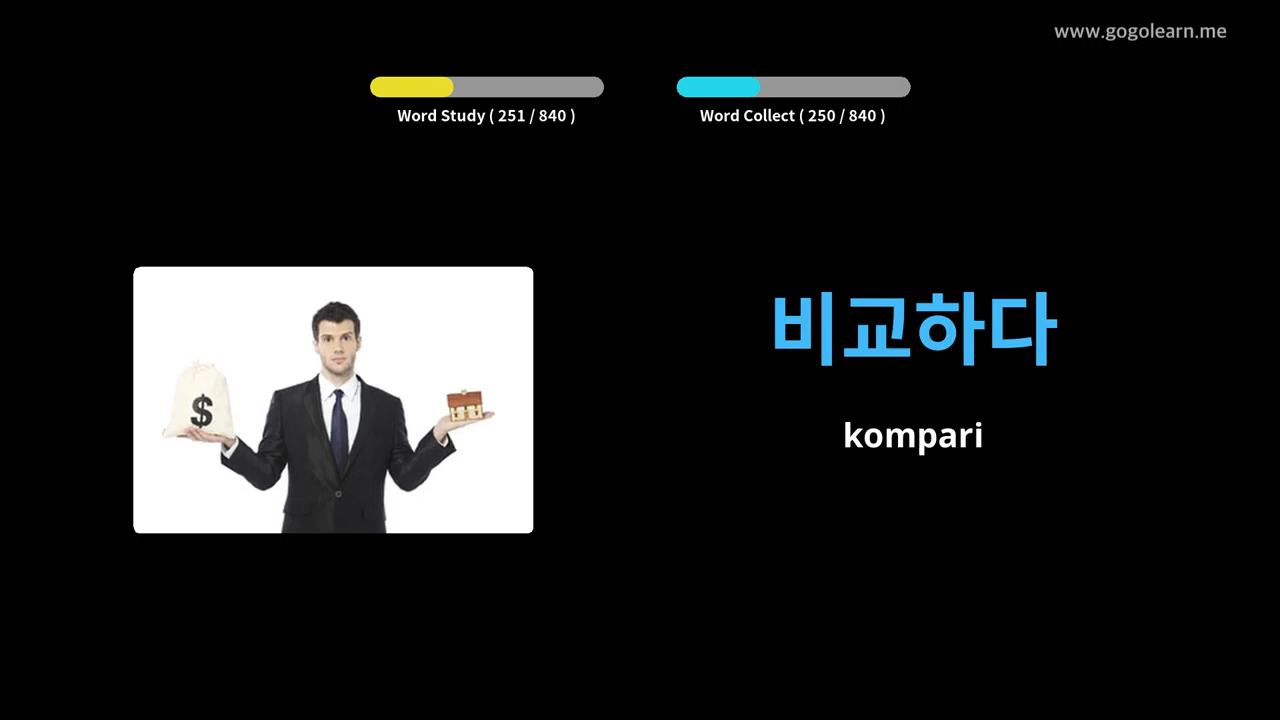 www.gogolearn.me
Word Study ( 251 / 840 )
Word Collect ( 250 / 840 )
$
비교하다
kompari